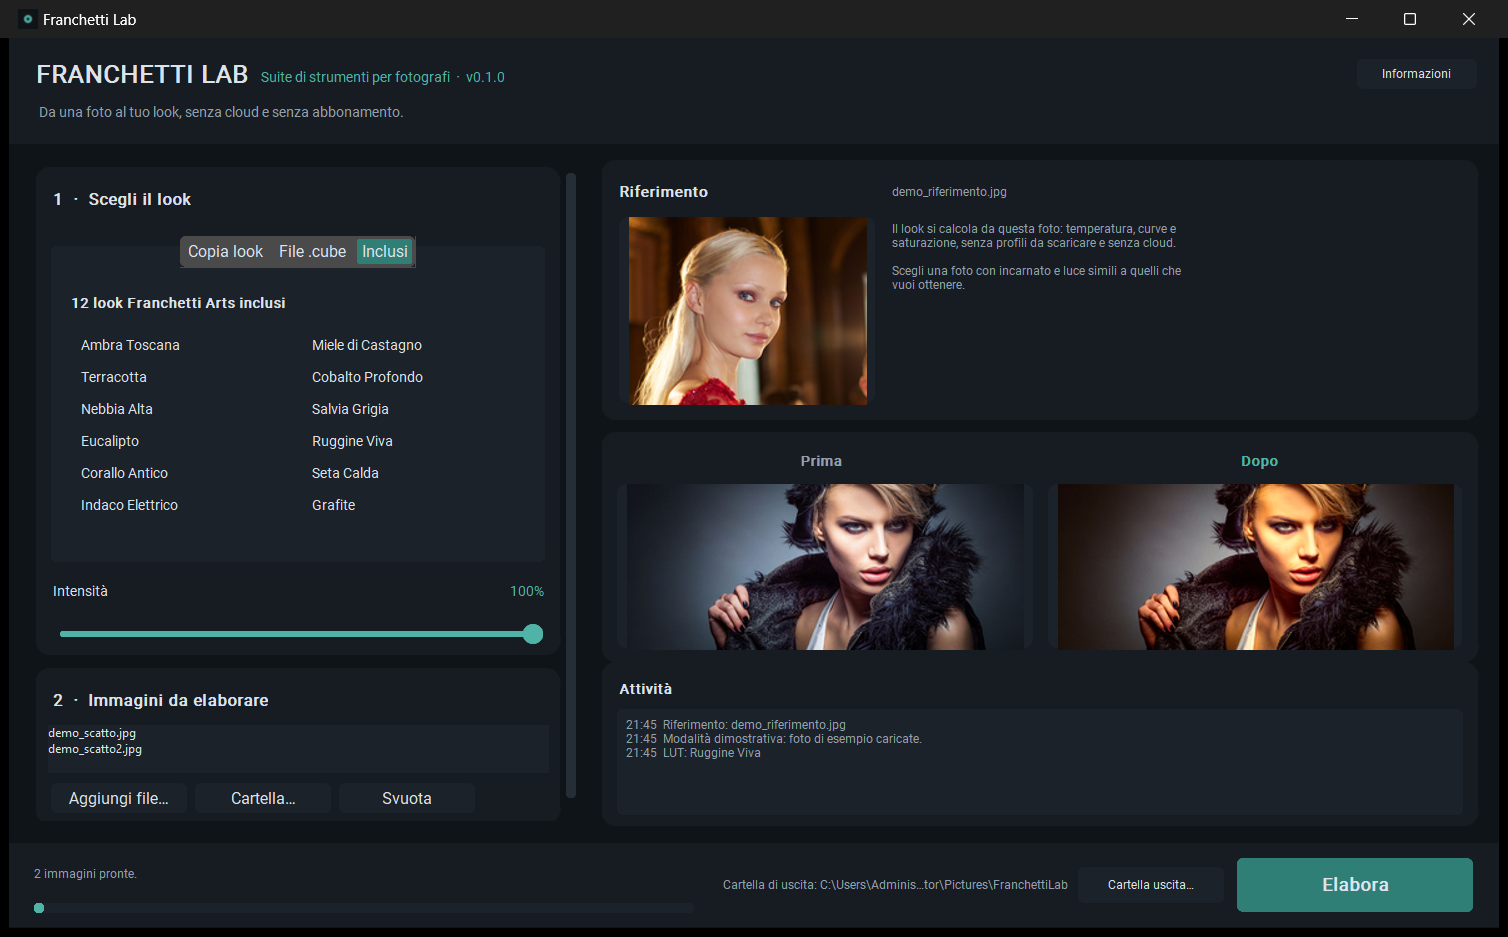 Franchetti Lab
FRANCHETTI LAB Suite di strumenti per fotografi · v0.1.0
Informazioni
Da una foto al tuo look, senza cloud e senza abbonamento.
1 · Scegli il look
Copia look File .cube Inclusi
12 look Franchetti Arts inclusi
Ambra Toscana Miele di Castagno
Terracotta Cobalto Profondo
Nebbia Alta Salvia Grigia
Eucalipto Ruggine Viva
Corallo Antico Seta Calda
Indaco Elettrico Grafite
Intensità 100%
2 · Immagini da elaborare
demo_scatto.jpg
demo_scatto2.jpg
Aggiungi file... Cartella... Svuota
Riferimento demo_riferimento.jpg
Il look si calcola da questa foto: temperatura, curve e
saturazione, senza profili da scaricare e senza cloud.
Scegli una foto con incarnato e luce simili a quelli che
vuoi ottenere.
Prima Dopo
Attività
21:45 Riferimento: demo_riferimento.jpg
21:45 Modalità dimostrativa: foto di esempio caricate.
21:45 LUT: Ruggine Viva
2 immagini pronte.
Cartella di uscita: C:\Users\Adminis...tor\Pictures\FranchettiLab Cartella uscita... Elabora